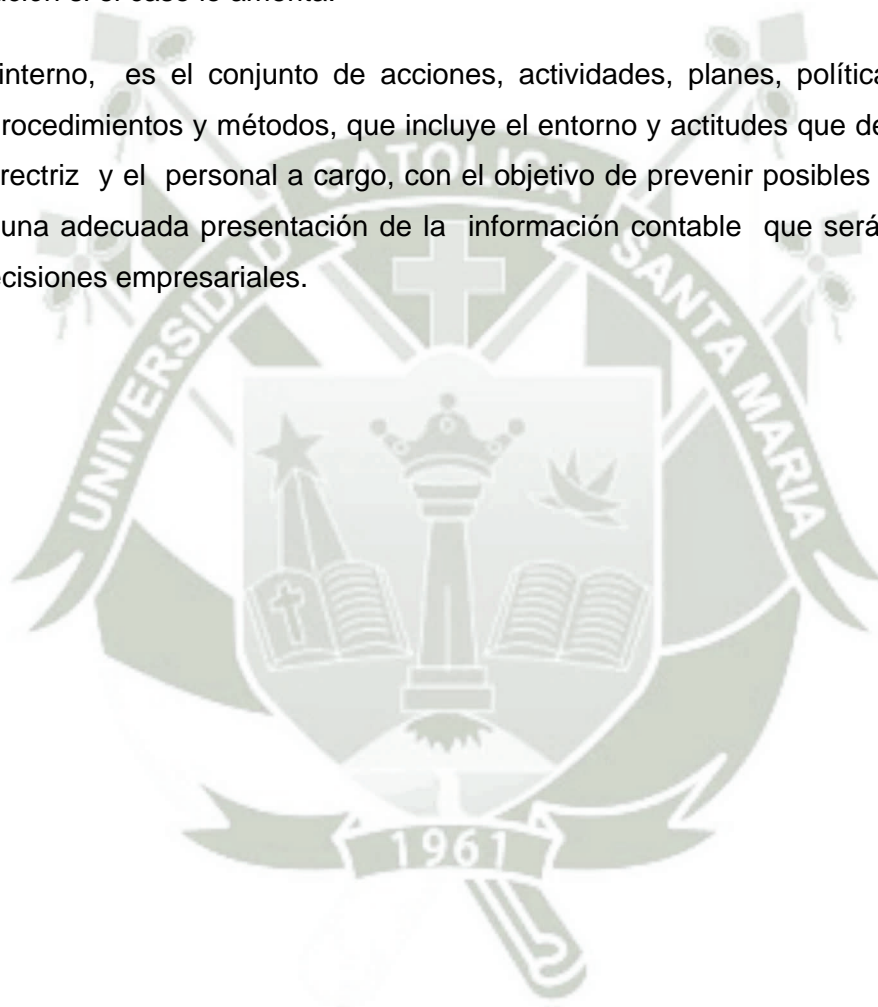 interno, es el conjunto de acciones, actividades, planes, política
rocedimientos y métodos, que incluye el entorno y actitudes que de
rectriz y el personal a cargo, con el objetivo de prevenir posibles
una adecuada presentación de la información contable que será
ecisiones empresariales.
UNIVERSIDAD CATOLICA SANTA MARIA
1961